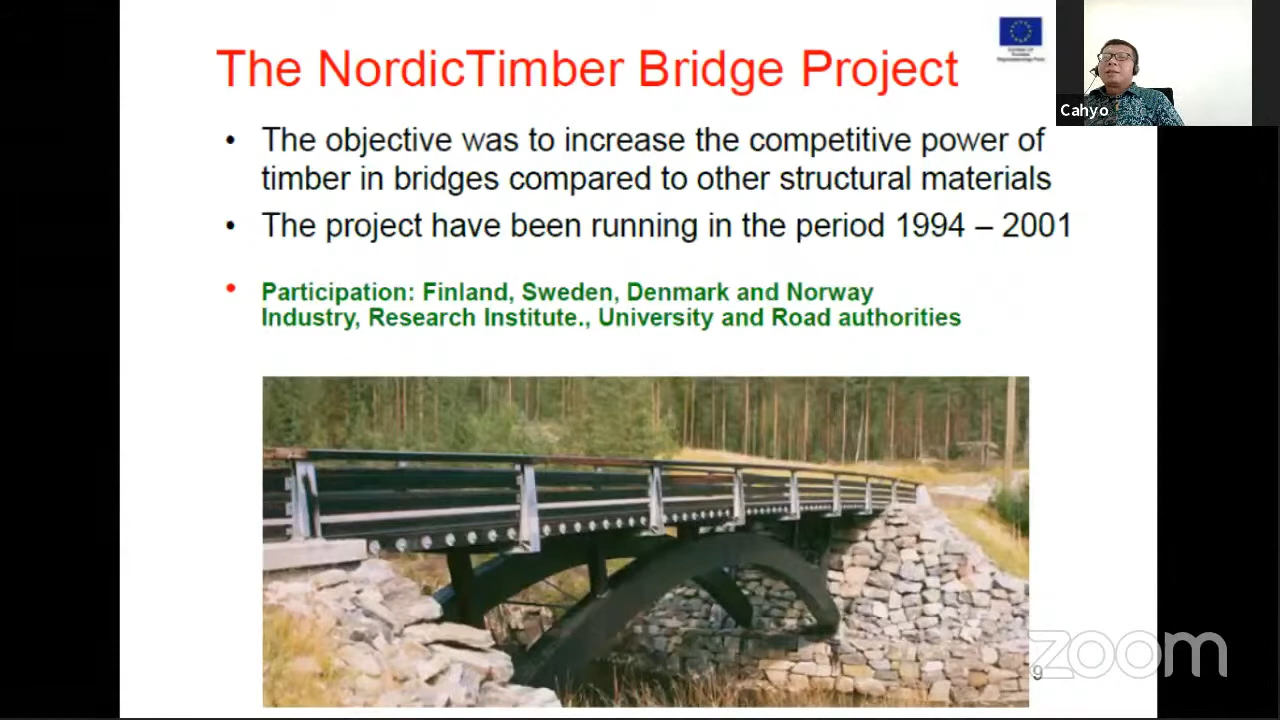 The NordicTimber Bridge Project
Cahyo
• The objective was to increase the competitive power of
timber in bridges compared to other structural materials
• The project have been running in the period 1994 – 2001
• Participation: Finland, Sweden, Denmark and Norway
Industry, Research Institute., University and Road authorities
zoom
9